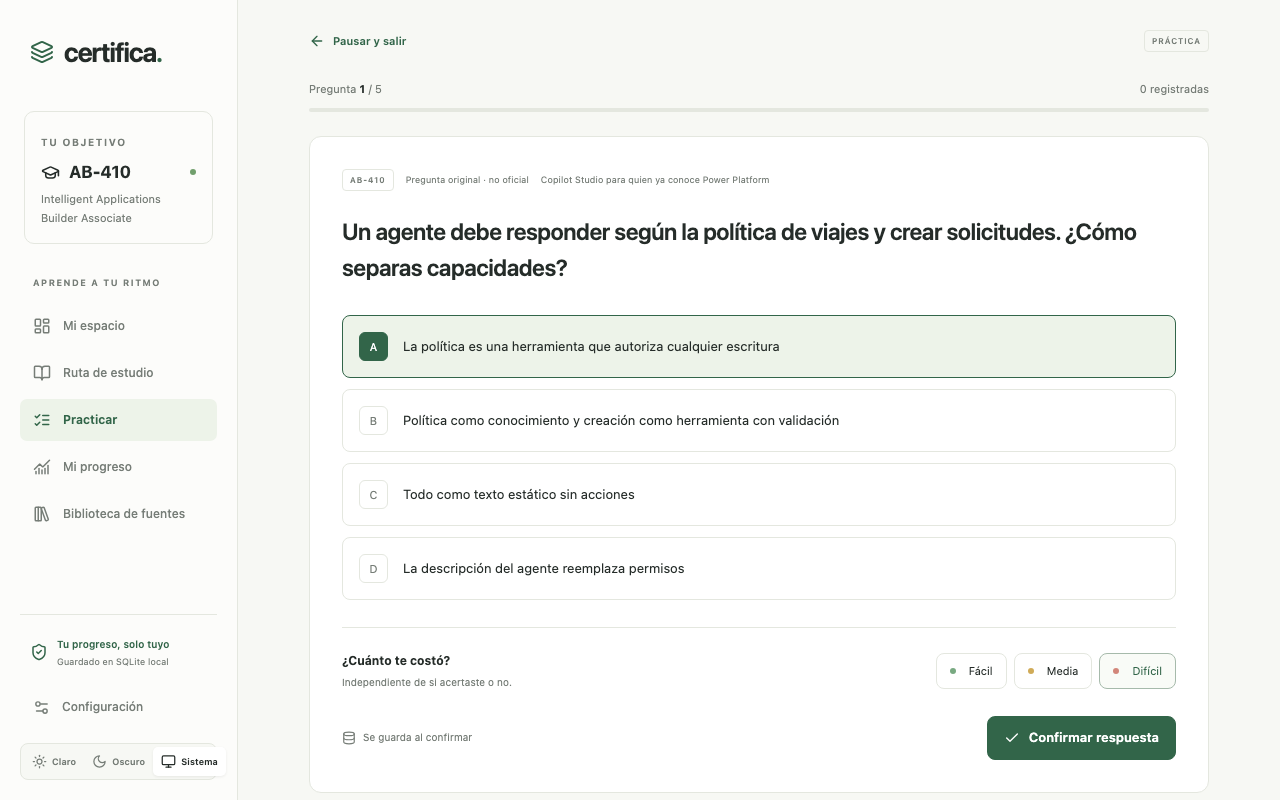 certifica.
TU OBJETIVO
AB-410
Intelligent Applications
Builder Associate
APRENDE A TU RITMO
Mi espacio
Ruta de estudio
Practicar
Mi progreso
Biblioteca de fuentes
Tu progreso, solo tuyo
Guardado en SQLite local
Configuración
Claro Oscuro Sistema
Pausar y salir
PRÁCTICA
Pregunta 1 / 5
0 registradas
AB-410 Pregunta original · no oficial Copilot Studio para quien ya conoce Power Platform
Un agente debe responder según la política de viajes y crear solicitudes. ¿Cómo
separas capacidades?
A La política es una herramienta que autoriza cualquier escritura
B Política como conocimiento y creación como herramienta con validación
C Todo como texto estático sin acciones
D La descripción del agente reemplaza permisos
¿Cuánto te costó?
Independiente de si acertaste o no.
Fácil Media Difícil
Se guarda al confirmar
Confirmar respuesta